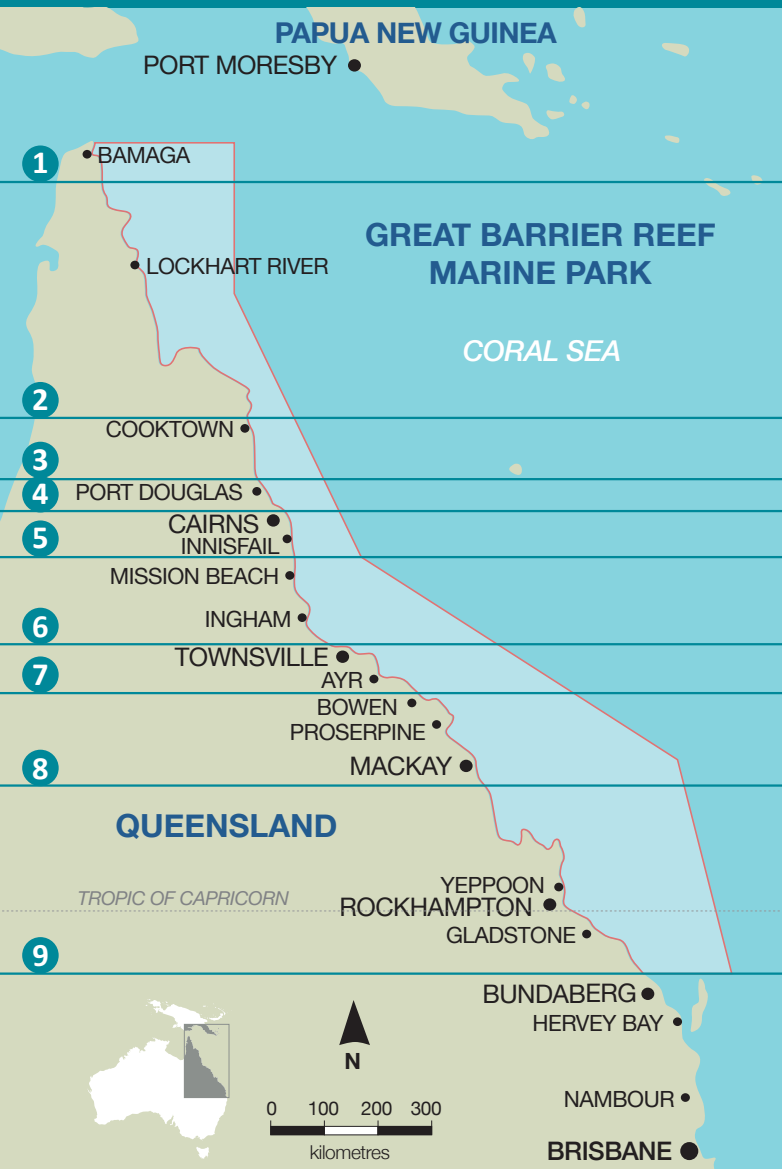 PAPUA NEW GUINEA
PORT MORESBY
1
BAMAGA
GREAT BARRIER REEF
MARINE PARK
LOCKHART RIVER
CORAL SEA
2
COOKTOWN
3
4
PORT DOUGLAS
CAIRNS
5
INNISFAIL
MISSION BEACH
INGHAM
6
TOWNSVILLE
7
AYR
BOWEN
PROSERPINE
MACKAY
8
QUEENSLAND
YEPPOON
TROPIC OF CAPRICORN
ROCKHAMPTON
GLADSTONE
9
BUNDABERG
HERVEY BAY
N
NAMBOUR
0 100 200 300
kilometres
BRISBANE